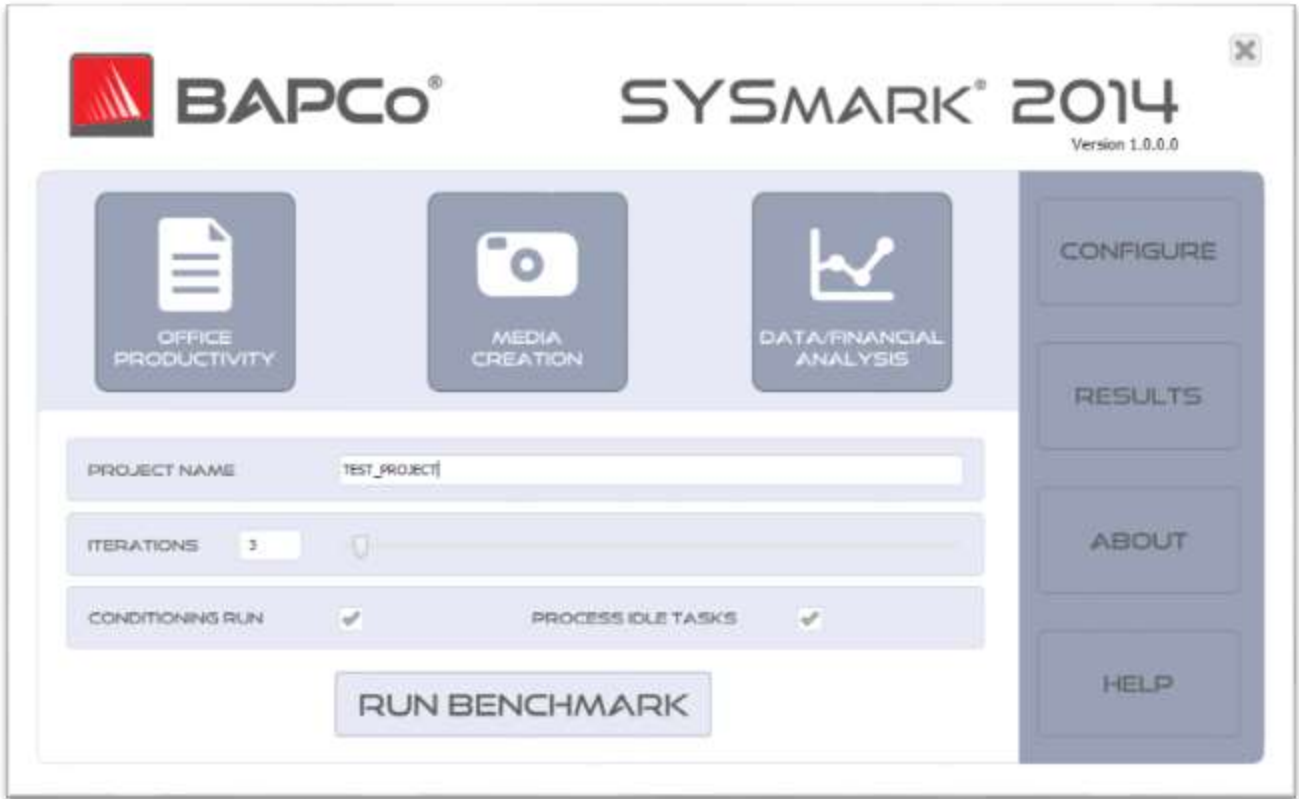 BAPCo®
SYSMARK® 2014
Version 1.0.0.0
OFFICE
PRODUCTIVITY
MEDIA
CREATION
DATA/FINANCIAL
ANALYSIS
CONFIGURE
RESULTS
ABOUT
HELP
PROJECT NAME TEST_PROJECT
ITERATIONS 3
CONDITIONING RUN PROCESS IDLE TASKS
RUN BENCHMARK